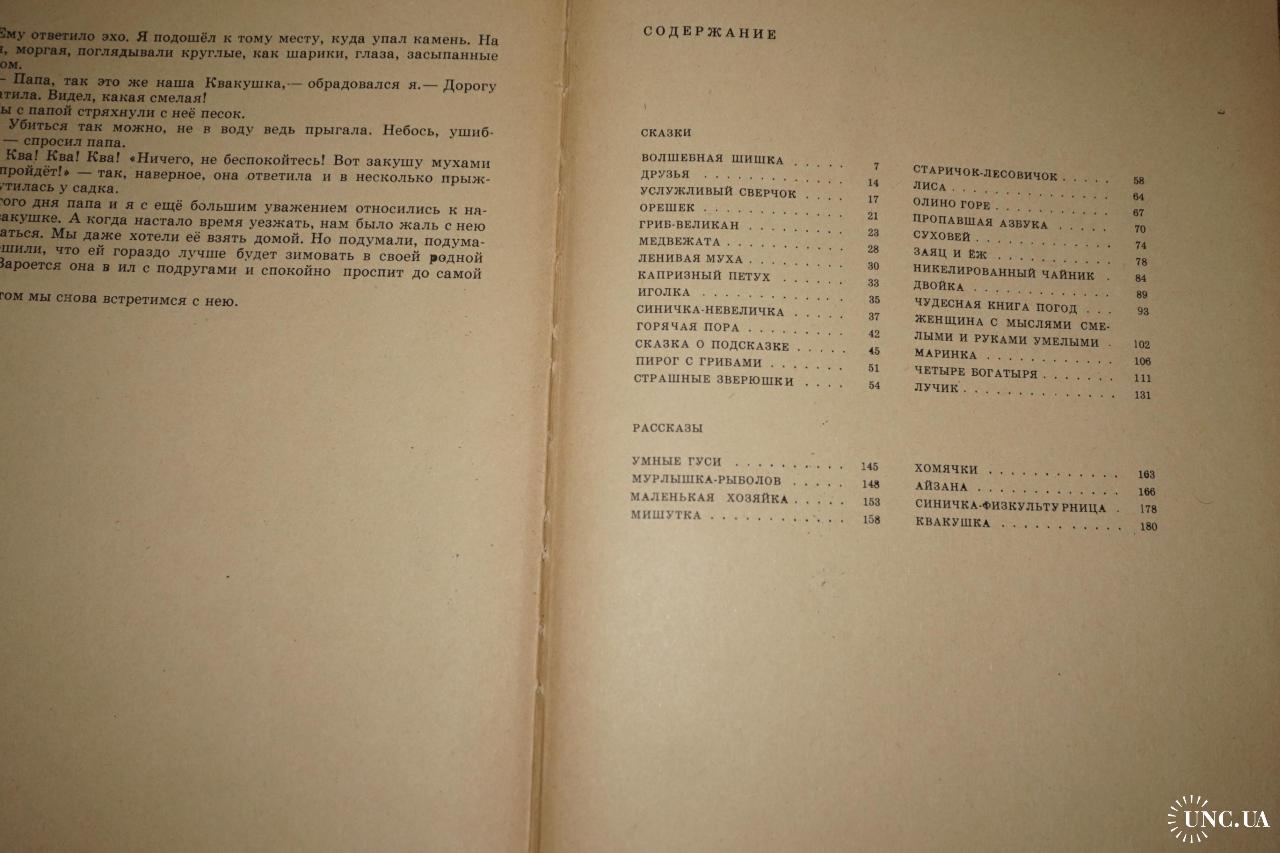 Ему ответило эхо. Я подошёл к тому месту, куда упал камень. На
, моргая, поглядывали круглые, как шарики, глаза, засыпанные
ом.
— Папа, так это же наша Квакушка,— обрадовался я.— Дорогу
тила. Видел, какая смелая!
ы с папой стряхнули с неё песок.
Убиться так можно, не в воду ведь прыгала. Небось, ушиб-
— спросил папа.
Ква! Ква! Ква! «Ничего, не беспокойтесь! Вот закушу мухами
пройдёт!» — так, наверное, она ответила и в несколько прыж-
утилась у садка.
того дня папа и я с ещё большим уважением относились к на-
вакушке. А когда настало время уезжать, нам было жаль с нею
аться. Мы даже хотели её взять домой. Но подумали, подума-
ешили, что ей гораздо лучше будет зимовать в своей родной
Зароется она в ил с подругами и спокойно проспит до самой
том мы снова встретимся с нею.
СОДЕРЖАНИЕ
СКАЗКИ
ВОЛШЕБНАЯ ШИШКА . . . . . 7
ДРУЗЬЯ . . . . . . . . . . . 14
УСЛУЖЛИВЫЙ СВЕРЧОК . . . . 17
ОРЕШЕК . . . . . . . . . . . 21
ГРИБ-ВЕЛИКАН . . . . . . . . 23
МЕДВЕЖАТА . . . . . . . . . 28
ЛЕНИВАЯ МУХА . . . . . . . . 30
КАПРИЗНЫЙ ПЕТУХ . . . . . . 33
ИГОЛКА . . . . . . . . . . . 35
СИНИЧКА-НЕВЕЛИЧКА . . . . . 37
ГОРЯЧАЯ ПОРА . . . . . . . . 42
СКАЗКА О ПОДСКАЗКЕ . . . . . 45
ПИРОГ С ГРИБАМИ . . . . . . . 51
СТРАШНЫЕ ЗВЕРЮШКИ . . . . 54
СТАРИЧОК-ЛЕСОВИЧОК . . . . . 58
ЛИСА . . . . . . . . . . . . 64
ОЛИНО ГОРЕ . . . . . . . . . 67
ПРОПАВШАЯ АЗБУКА . . . . . 70
СУХОВЕЙ . . . . . . . . . . . 74
ЗАЯЦ И ЁЖ . . . . . . . . . . 78
НИКЕЛИРОВАННЫЙ ЧАЙНИК . 84
ДВОЙКА . . . . . . . . . . . 89
ЧУДЕСНАЯ КНИГА ПОГОД . . . 93
ЖЕНЩИНА С МЫСЛЯМИ СМЕ-
ЛЫМИ И РУКАМИ УМЕЛЫМИ . 102
МАРИНКА . . . . . . . . . . 106
ЧЕТЫРЕ БОГАТЫРЯ . . . . . . . 111
ЛУЧИК . . . . . . . . . . . . 131
РАССКАЗЫ
УМНЫЕ ГУСИ . . . . . . . . . 145
МУРЛЫШКА-РЫБОЛОВ . . . . . 148
МАЛЕНЬКАЯ ХОЗЯЙКА . . . . . 153
МИШУТКА . . . . . . . . . . . 158
ХОМЯЧКИ . . . . . . . . . . 163
АЙЗАНА . . . . . . . . . . . 166
СИНИЧКА-ФИЗКУЛЬТУРНИЦА . 178
КВАКУШКА . . . . . . . . . . 180
UNC.UA